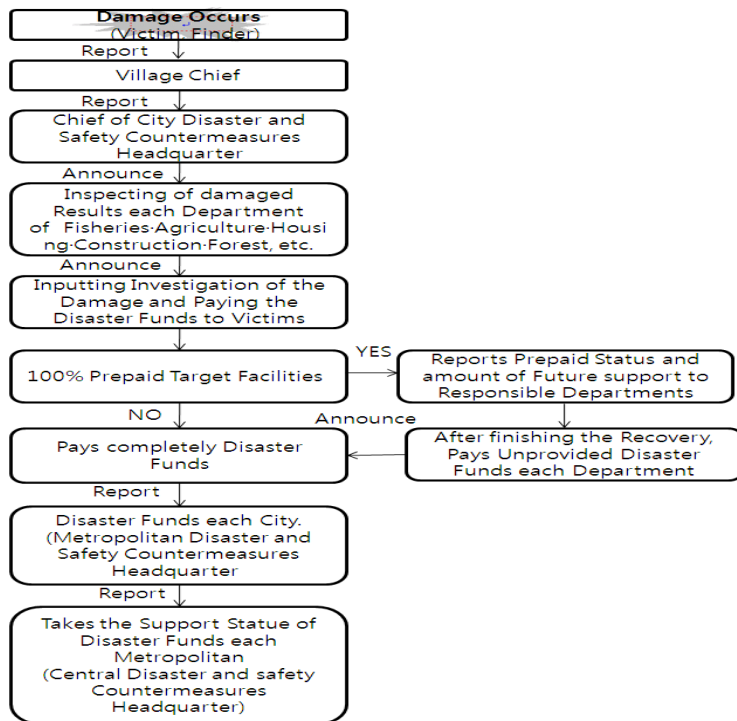 Damage Occurs
(Victim, Finder)
Report
Village Chief
Report
Chief of City Disaster and
Safety Countermeasures
Headquarter
Announce
Inspecting of damaged
Results each Department
of Fisheries·Agriculture·Housi
ng·Construction·Forest, etc.
Announce
Inputting Investigation of the
Damage and Paying the
Disaster Funds to Victims
100% Prepaid Target Facilities
YES
Reports Prepaid Status and
amount of Future support to
Responsible Departments
NO
Announce
After finishing the Recovery,
Pays Unprovided Disaster
Funds each Department
Pays completely Disaster
Funds
Report
Disaster Funds each City.
(Metropolitan Disaster and
Safety Countermeasures
Headquarter
Report
Takes the Support Statue of
Disaster Funds each
Metropolitan
(Central Disaster and safety
Countermeasures
Headquarter)